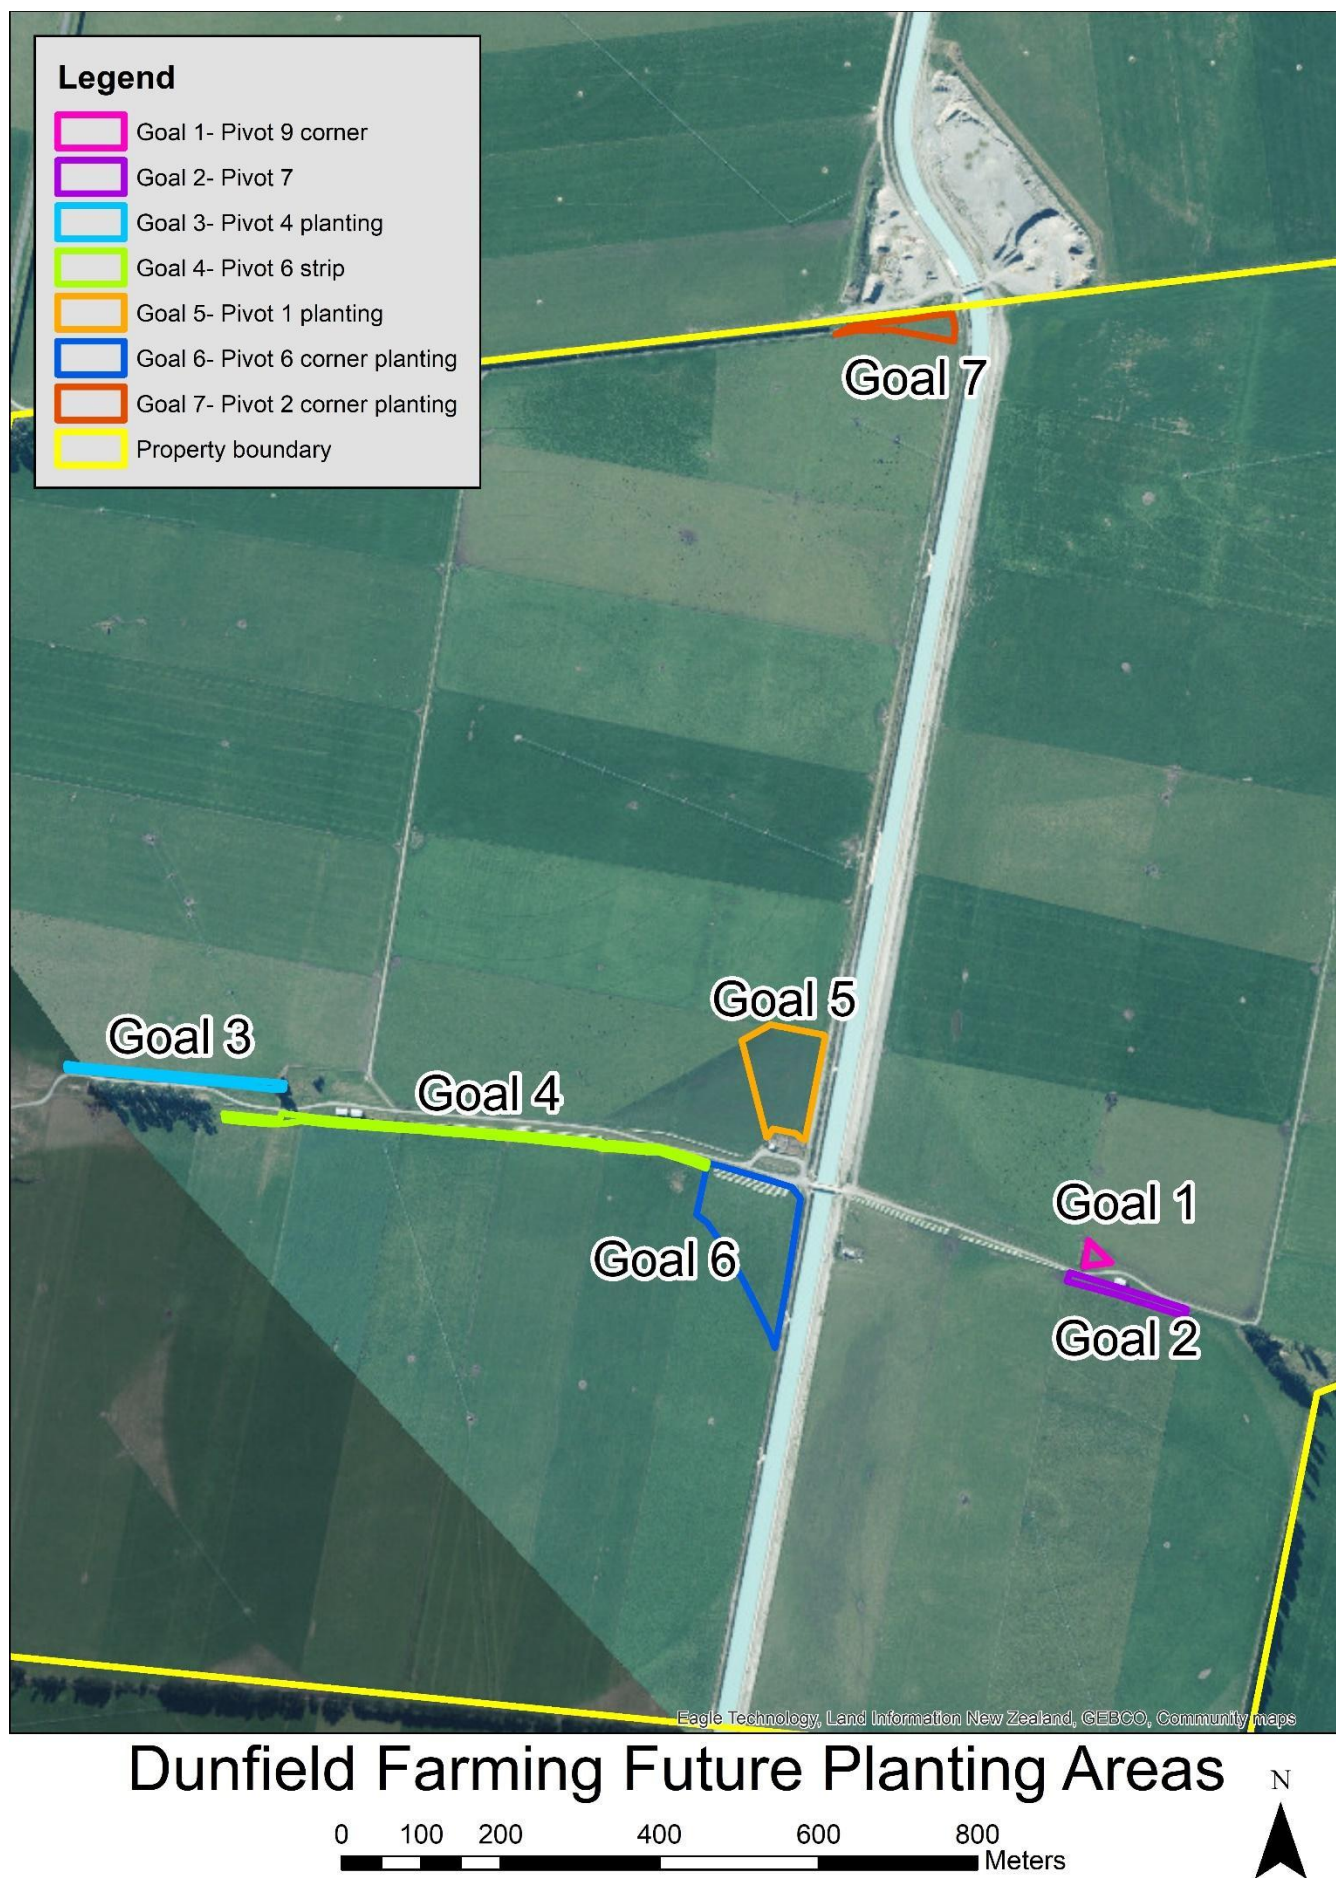 Legend
Goal 1- Pivot 9 corner
Goal 2- Pivot 7
Goal 3- Pivot 4 planting
Goal 4- Pivot 6 strip
Goal 5- Pivot 1 planting
Goal 6- Pivot 6 corner planting
Goal 7- Pivot 2 corner planting
Property boundary
Goal 7
Goal 5
Goal 3
Goal 4
Goal 1
Goal 6
Goal 2
Eagle Technology, Land Information New Zealand, GEBCO, Community maps
Dunfield Farming Future Planting Areas
N
0 100 200 400 600 800
Meters